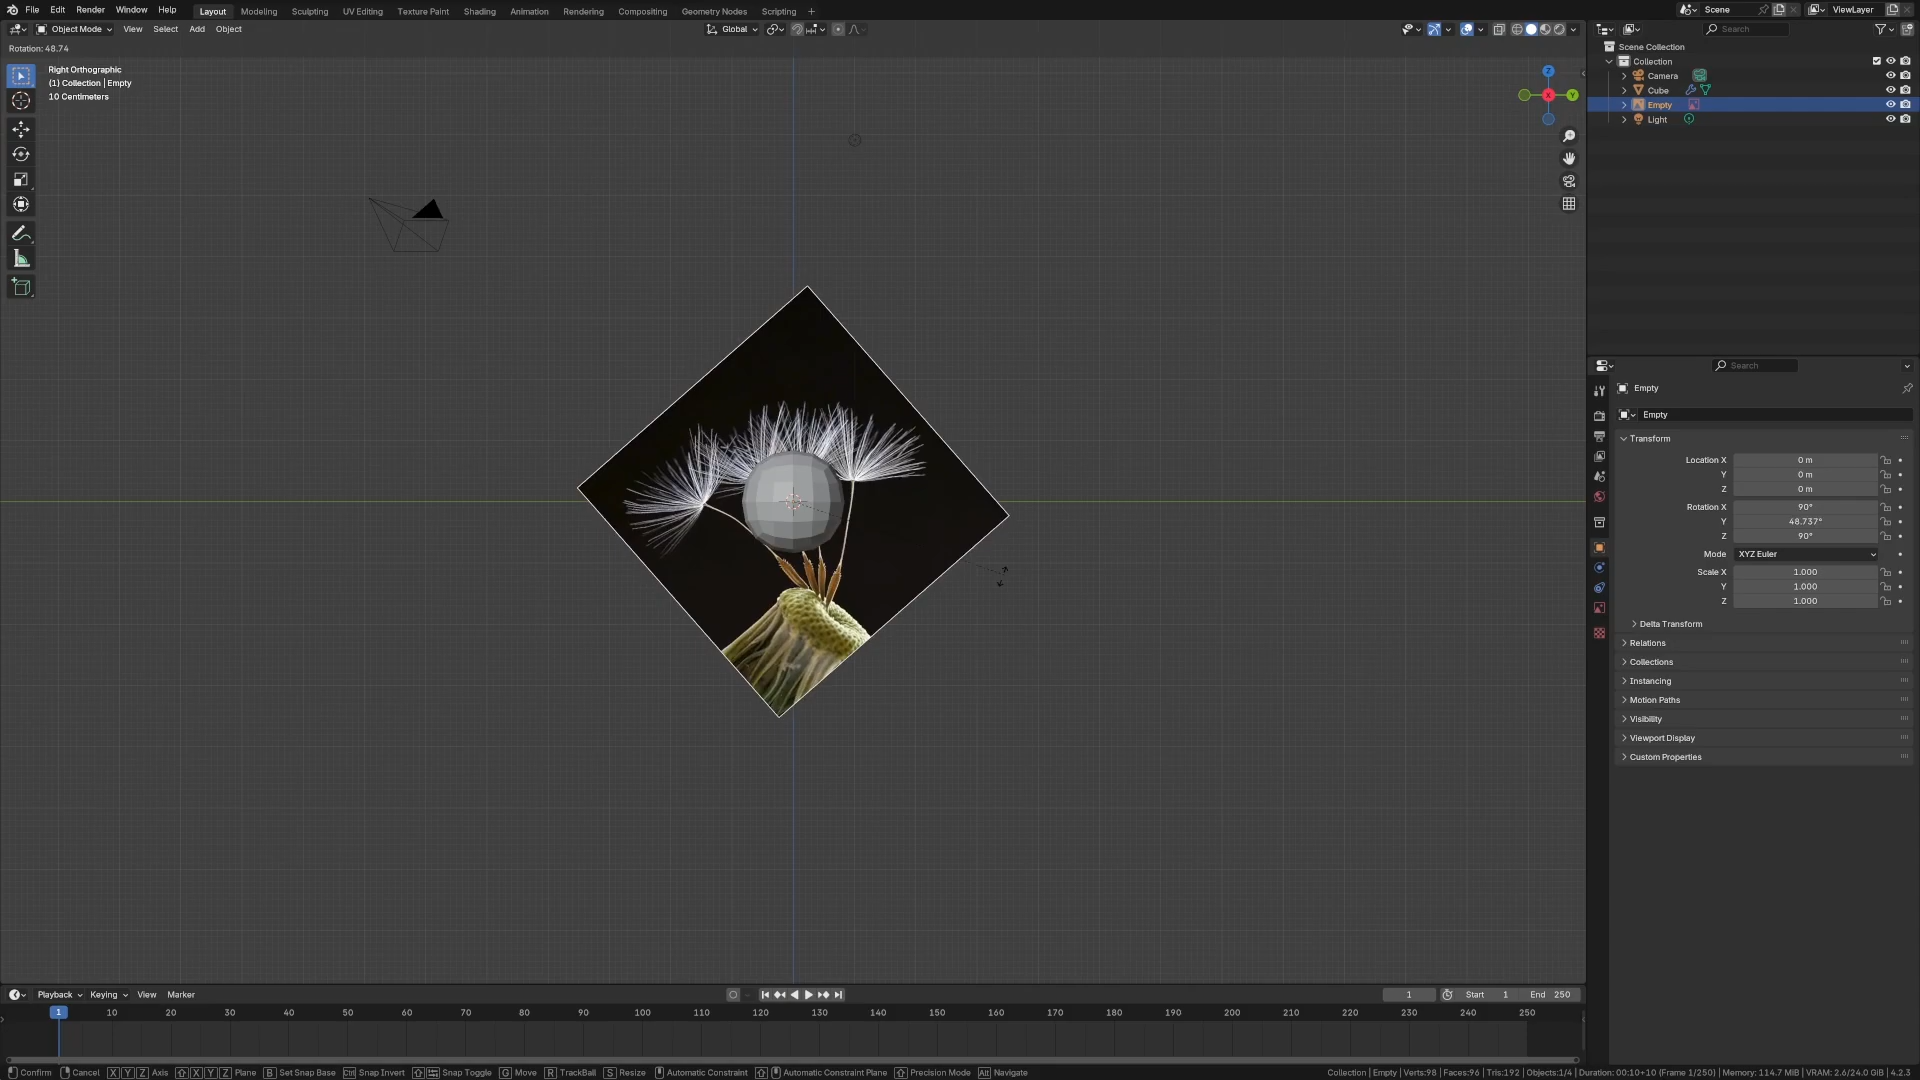 File Edit Render Window Help Layout Modeling Sculpting UV Editing Texture Paint Shading Animation Rendering Compositing Geometry Nodes Scripting + Scene ViewLayer
Object Mode View Select Add Object Global Search
Rotation: 48.74
Right Orthographic
(1) Collection | Empty
10 Centimeters
X
Y
Z
Scene Collection
Collection
Camera
Cube
Empty
Light
Search
Empty
Empty
Transform
Location X 0 m
Y 0 m
Z 0 m
Rotation X 90°
Y 48.737°
Z 90°
Mode XYZ Euler
Scale X 1.000
Y 1.000
Z 1.000
Delta Transform
Relations
Collections
Instancing
Motion Paths
Visibility
Viewport Display
Custom Properties
Playback Keying View Marker 1 Start 1 End 250
1 10 20 30 40 50 60 70 80 90 100 110 120 130 140 150 160 170 180 190 200 210 220 230 240 250
Confirm Cancel X Y Z Axis X Y Z Plane B Set Snap Base Ctrl Snap Invert Snap Toggle G Move R TrackBall S Resize Automatic Constraint Automatic Constraint Plane Precision Mode Alt Navigate Collection | Empty | Verts:98 | Faces:96 | Tris:192 | Objects:1/4 | Duration: 00:10+10 (Frame 1/250) | Memory: 114.7 MiB | VRAM: 2.6/24.0 GiB | 4.2.3